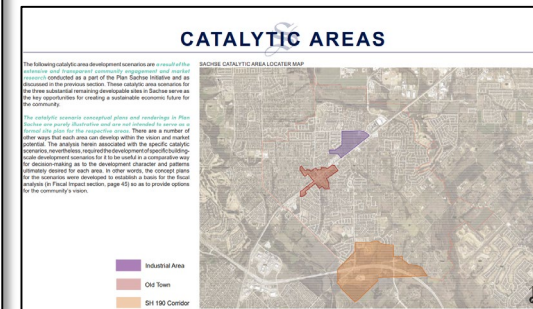 CATALYTIC AREAS
The following catalytic area development scenarios are a result of the
extensive and transparent community engagement and market
research conducted as a part of the Plan Sachse Initiative and as
discussed in the previous section. These catalytic area scenarios for
the three substantial remaining developable sites in Sachse serve as
the key opportunities for creating a sustainable economic future for
the community.
The catalytic scenario conceptual plans and renderings in Plan
Sachse are purely illustrative and are not intended to serve as a
formal site plan for the respective areas. There are a number of
other ways that each area can develop within the vision and market
potential. The analysis herein associated with the specific catalytic
scenarios, nevertheless, required the development of specific building-
scale development scenarios for it to be useful in a comparative way
for decision-making as to the development character and patterns
ultimately desired for each area. In other words, the concept plans
for the scenarios were developed to establish a basis for the fiscal
analysis (in Fiscal Impact section, page 45) so as to provide options
for the community's vision.
SACHSE CATALYTIC AREA LOCATER MAP
Industrial Area
Old Town
SH 190 Corridor